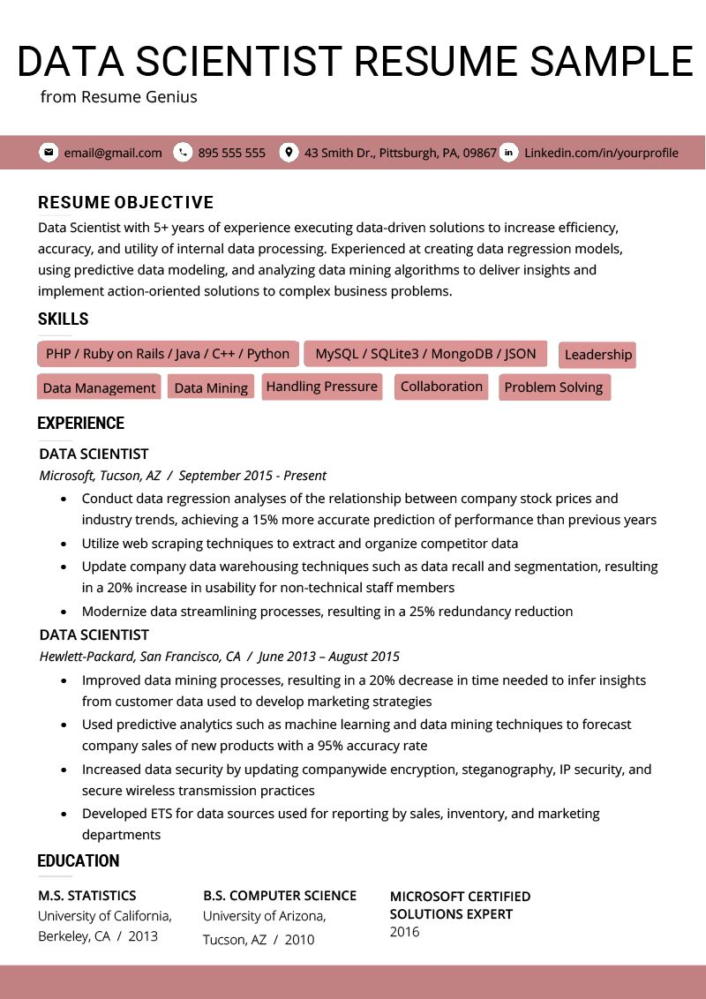 DATA SCIENTIST RESUME SAMPLE
from Resume Genius
email@gmail.com 895 555 555 43 Smith Dr., Pittsburgh, PA, 09867 in Linkedin.com/in/yourprofile
RESUME OBJECTIVE
Data Scientist with 5+ years of experience executing data-driven solutions to increase efficiency,
accuracy, and utility of internal data processing. Experienced at creating data regression models,
using predictive data modeling, and analyzing data mining algorithms to deliver insights and
implement action-oriented solutions to complex business problems.
SKILLS
PHP / Ruby on Rails / Java / C++ / Python MySQL / SQLite3 / MongoDB / JSON Leadership
Data Management Data Mining Handling Pressure Collaboration Problem Solving
EXPERIENCE
DATA SCIENTIST
Microsoft, Tucson, AZ / September 2015 - Present
• Conduct data regression analyses of the relationship between company stock prices and
industry trends, achieving a 15% more accurate prediction of performance than previous years
• Utilize web scraping techniques to extract and organize competitor data
• Update company data warehousing techniques such as data recall and segmentation, resulting
in a 20% increase in usability for non-technical staff members
• Modernize data streamlining processes, resulting in a 25% redundancy reduction
DATA SCIENTIST
Hewlett-Packard, San Francisco, CA / June 2013 – August 2015
• Improved data mining processes, resulting in a 20% decrease in time needed to infer insights
from customer data used to develop marketing strategies
• Used predictive analytics such as machine learning and data mining techniques to forecast
company sales of new products with a 95% accuracy rate
• Increased data security by updating companywide encryption, steganography, IP security, and
secure wireless transmission practices
• Developed ETS for data sources used for reporting by sales, inventory, and marketing
departments
EDUCATION
M.S. STATISTICS
University of California,
Berkeley, CA / 2013
B.S. COMPUTER SCIENCE
University of Arizona,
Tucson, AZ / 2010
MICROSOFT CERTIFIED
SOLUTIONS EXPERT
2016